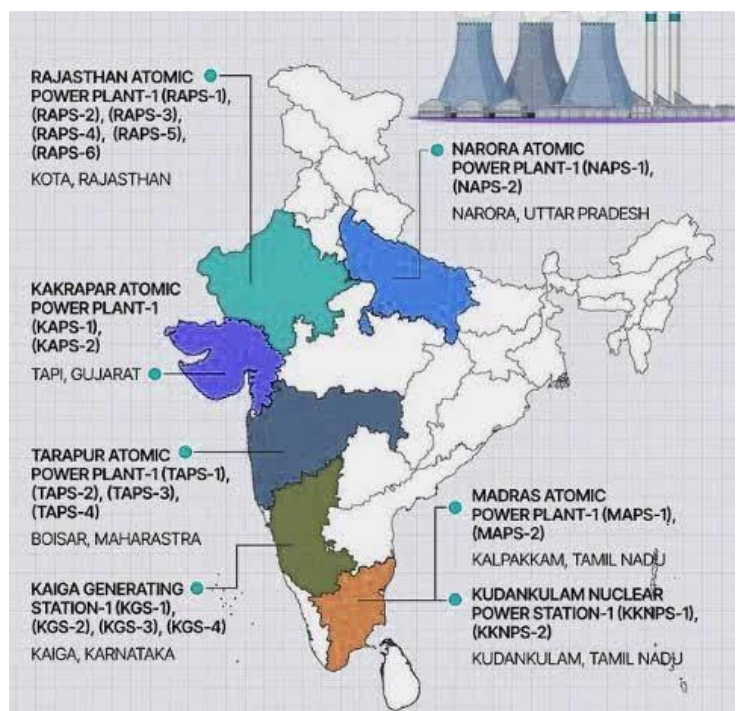 RAJASTHAN ATOMIC
POWER PLANT-1 (RAPS-1),
(RAPS-2), (RAPS-3),
(RAPS-4), (RAPS-5),
(RAPS-6)
KOTA, RAJASTHAN
NARORA ATOMIC
POWER PLANT-1 (NAPS-1),
(NAPS-2)
NARORA, UTTAR PRADESH
KAKRAPAR ATOMIC
POWER PLANT-1
(KAPS-1),
(KAPS-2)
TAPI, GUJARAT
TARAPUR ATOMIC
POWER PLANT-1 (TAPS-1),
(TAPS-2), (TAPS-3),
(TAPS-4)
BOISAR, MAHARASTRA
MADRAS ATOMIC
POWER PLANT-1 (MAPS-1),
(MAPS-2)
KALPAKKAM, TAMIL NADU
KAIGA GENERATING
STATION-1 (KGS-1),
(KGS-2), (KGS-3), (KGS-4)
KAIGA, KARNATAKA
KUDANKULAM NUCLEAR
POWER STATION-1 (KKNPS-1),
(KKNPS-2)
KUDANKULAM, TAMIL NADU